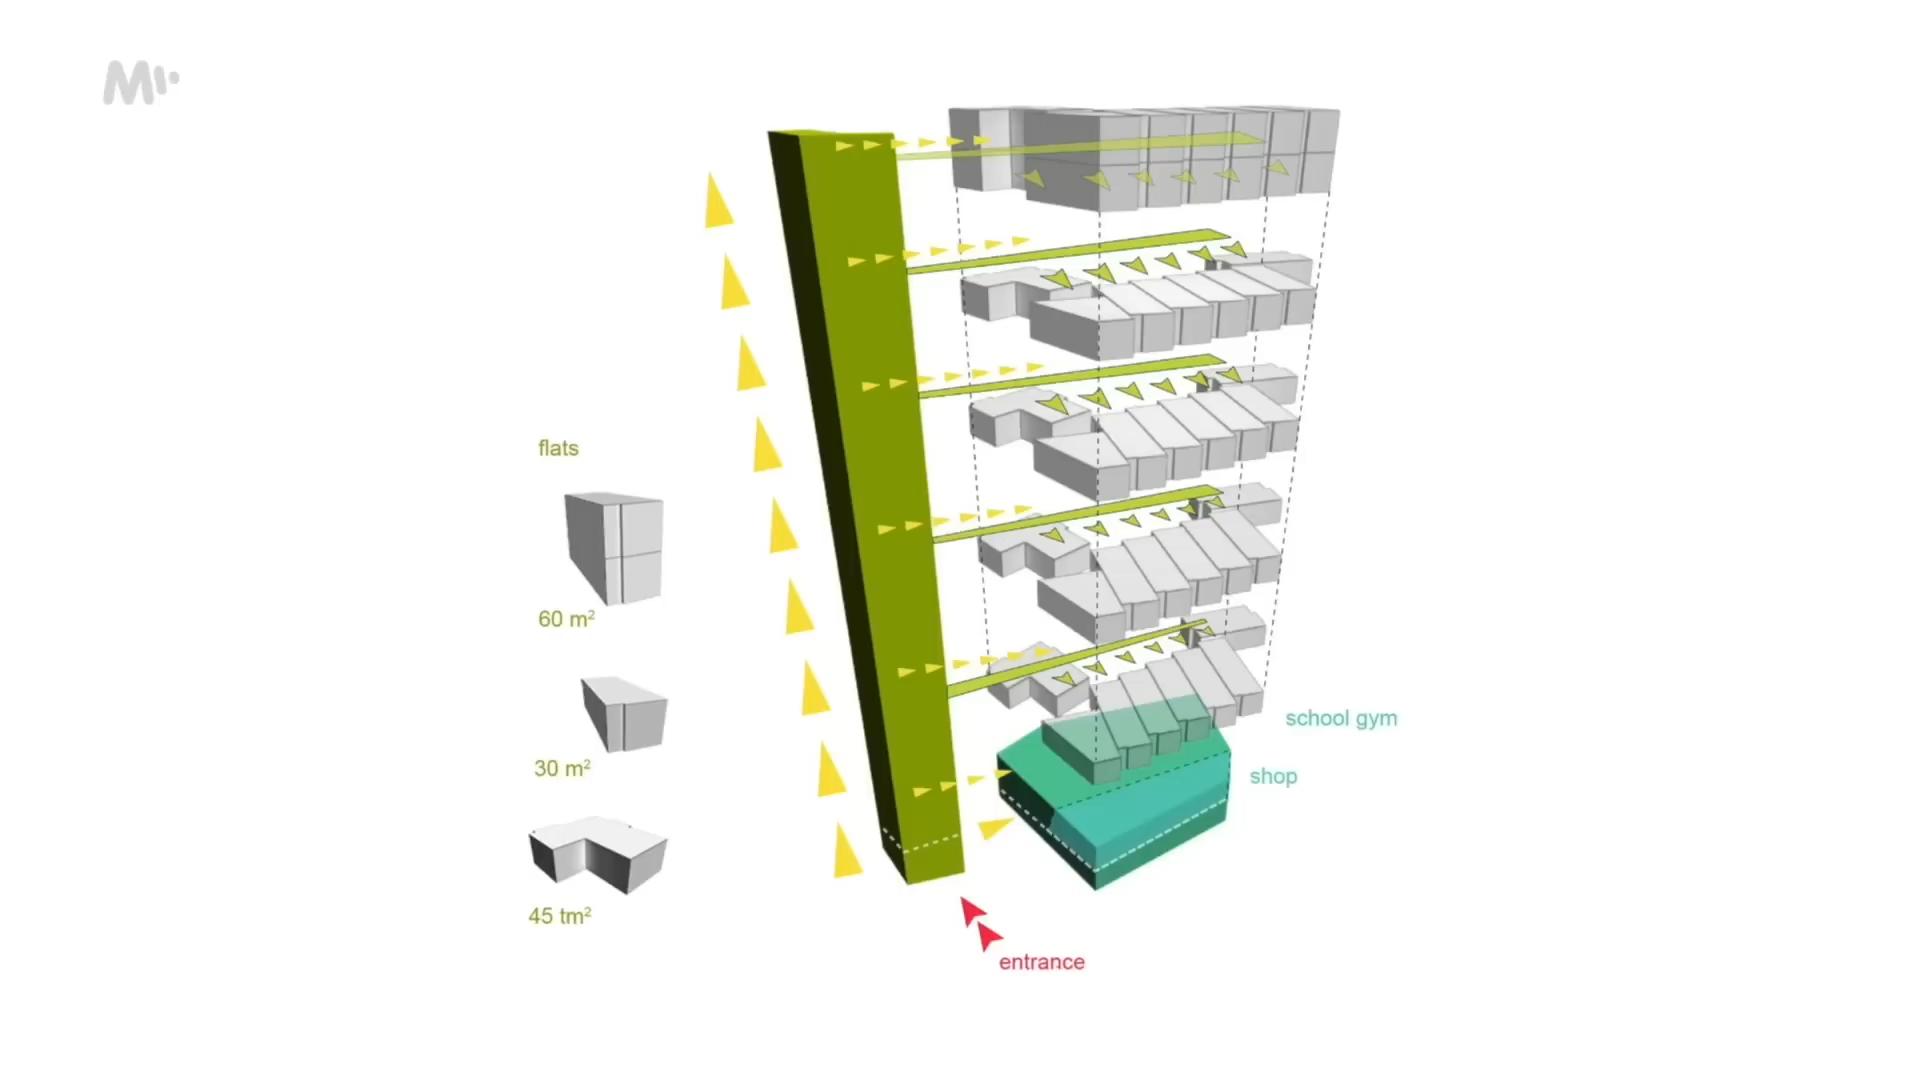 flats
60 m²
30 m²
45 tm²
school gym
shop
entrance